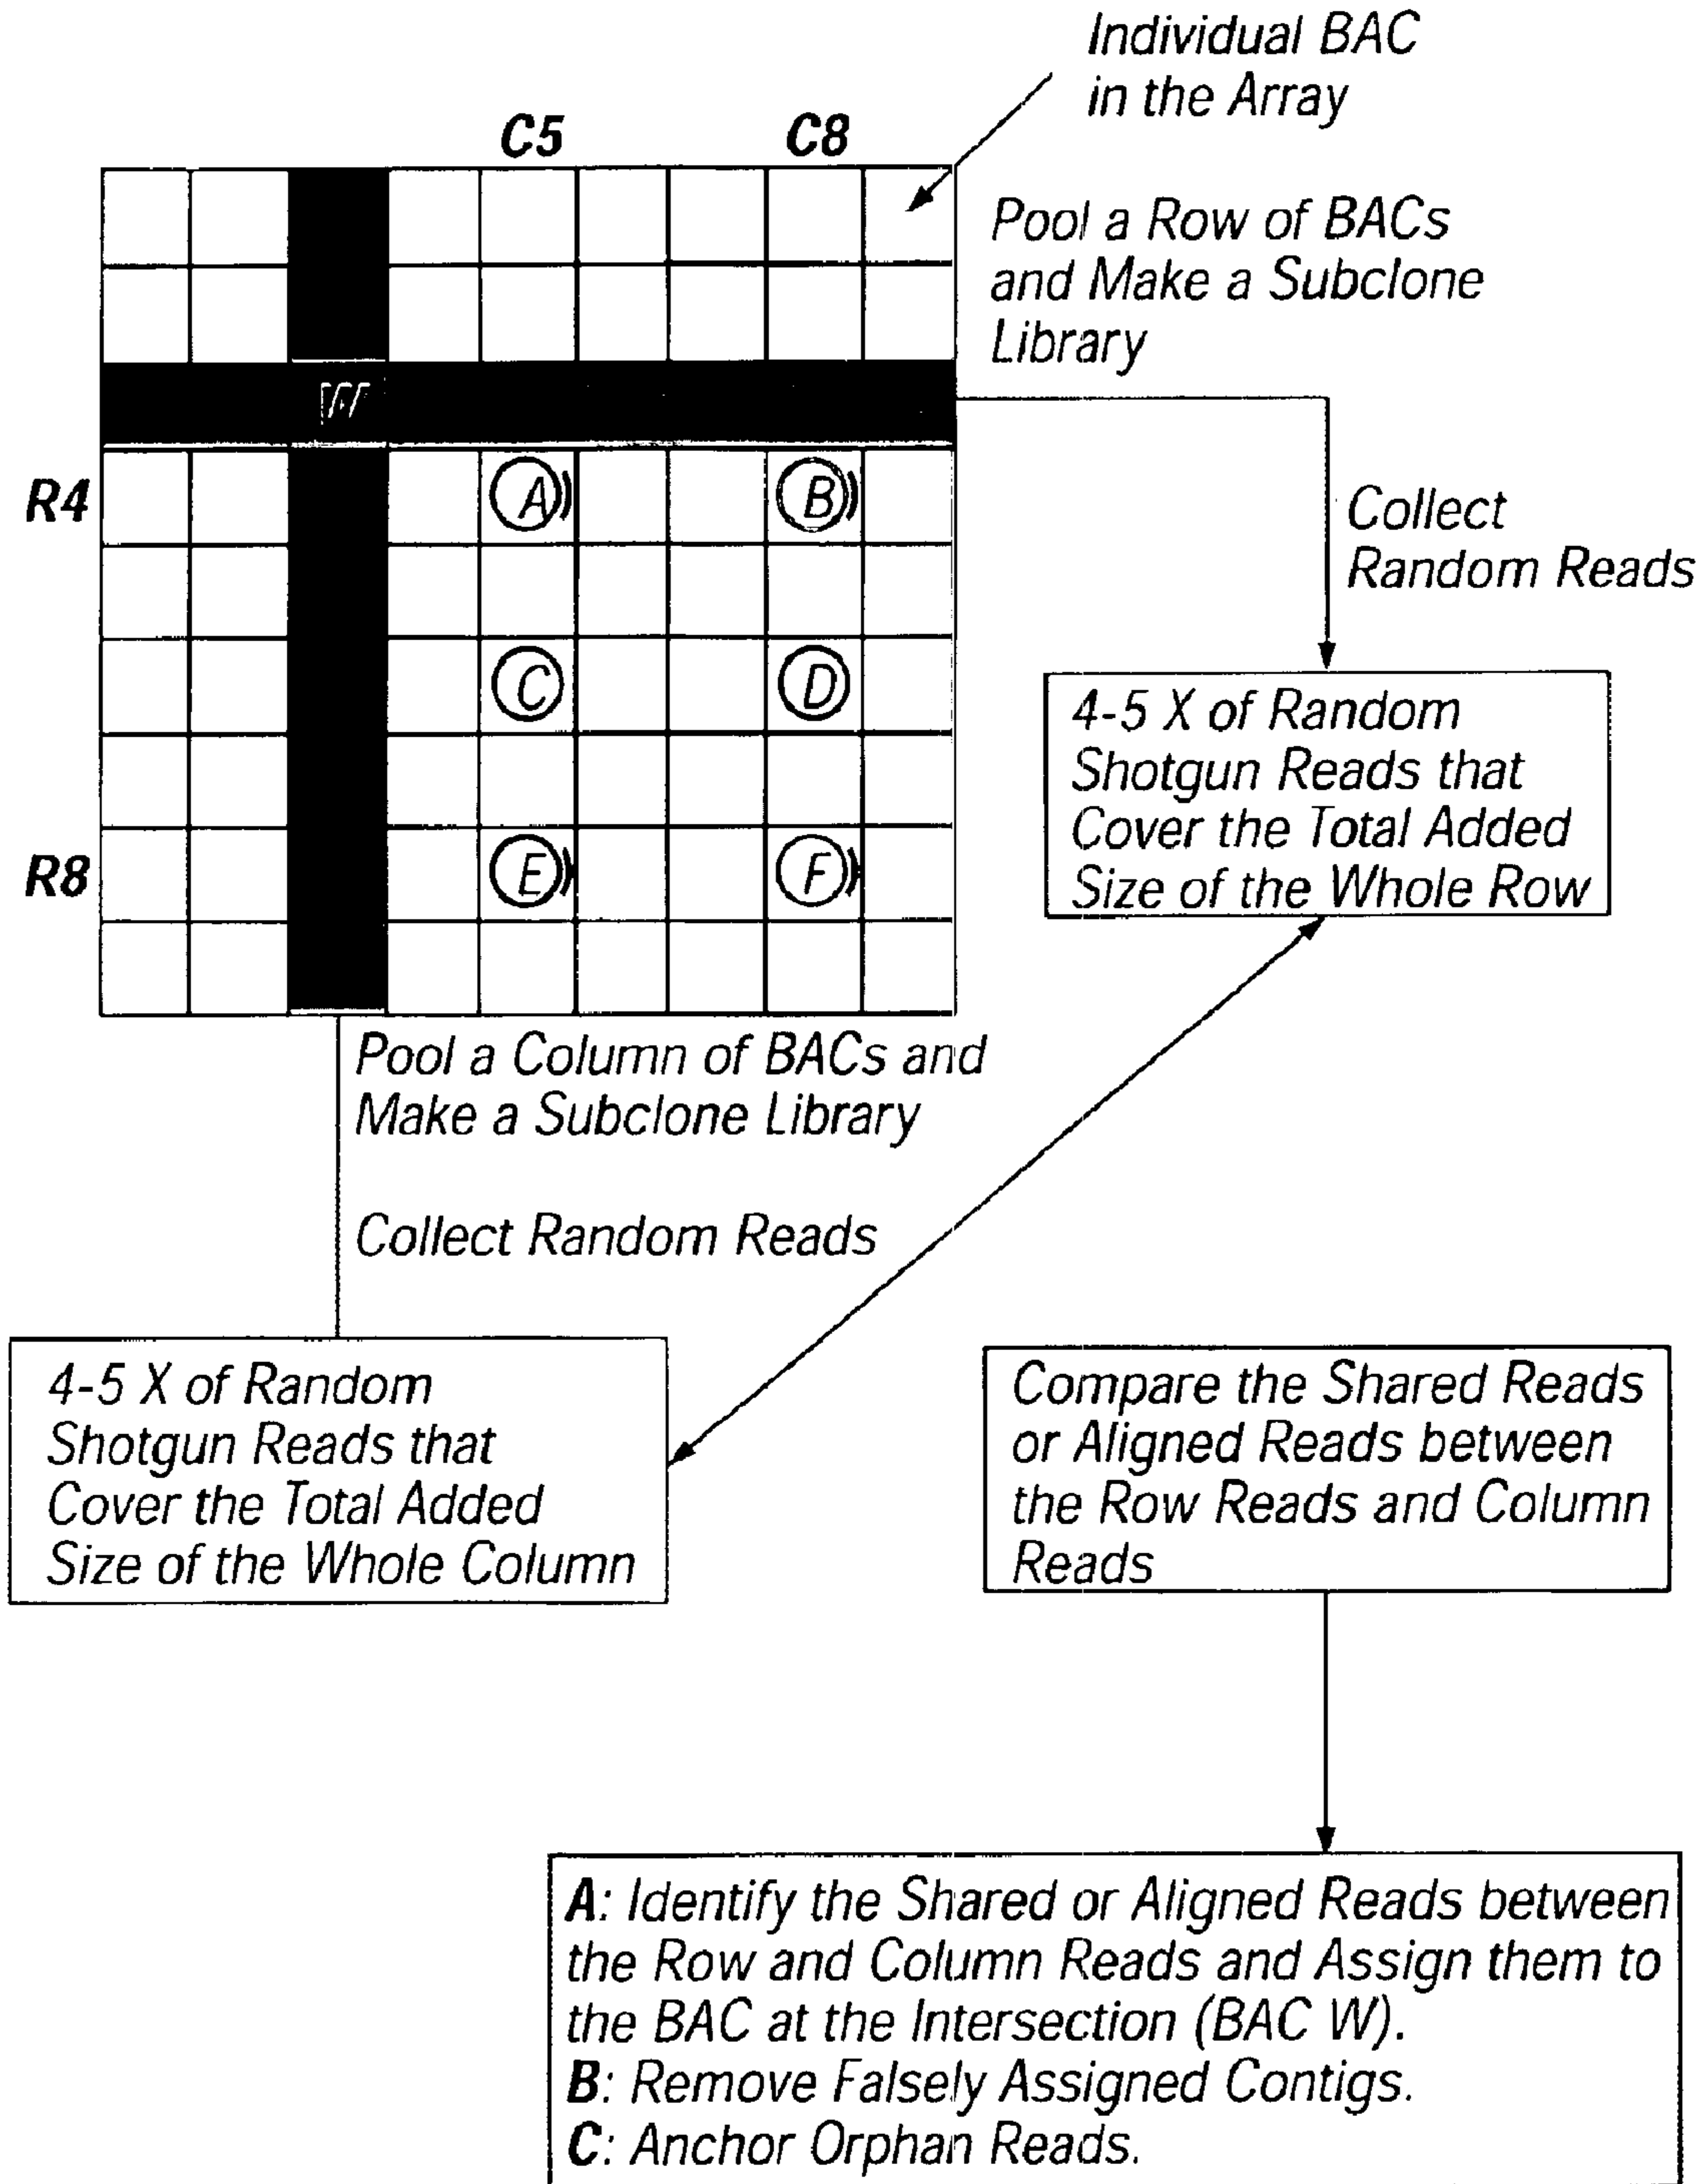 Individual BAC
in the Array
C5
C8
Pool a Row of BACs
and Make a Subclone
Library
W
R4
A
B
Collect
Random Reads
C
D
4-5 X of Random
Shotgun Reads that
Cover the Total Added
Size of the Whole Row
R8
E
F
Pool a Column of BACs and
Make a Subclone Library
Collect Random Reads
4-5 X of Random
Shotgun Reads that
Cover the Total Added
Size of the Whole Column
Compare the Shared Reads
or Aligned Reads between
the Row Reads and Column
Reads
A: Identify the Shared or Aligned Reads between
the Row and Column Reads and Assign them to
the BAC at the Intersection (BAC W).
B: Remove Falsely Assigned Contigs.
C: Anchor Orphan Reads.